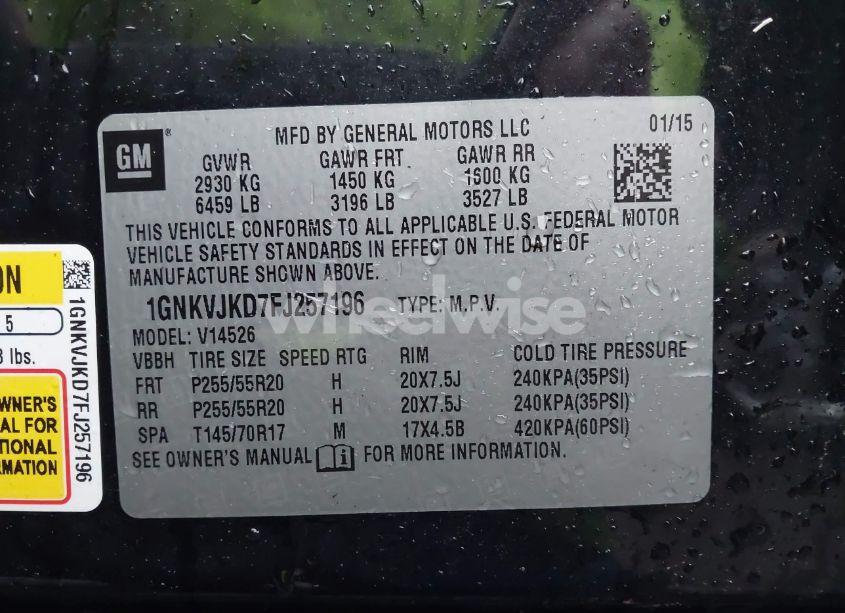 GM®
MFD BY GENERAL MOTORS LLC 01/15
GVWR GAWR FRT GAWR RR
2930 KG 1450 KG 1600 KG
6459 LB 3196 LB 3527 LB
THIS VEHICLE CONFORMS TO ALL APPLICABLE U.S. FEDERAL MOTOR
VEHICLE SAFETY STANDARDS IN EFFECT ON THE DATE OF
MANUFACTURE SHOWN ABOVE.
1GNKVJKD7FJ257196 TYPE: M.P.V.
MODEL: V14526
VBBH TIRE SIZE SPEED RTG RIM COLD TIRE PRESSURE
FRT P255/55R20 H 20X7.5J 240KPA(35PSI)
RR P255/55R20 H 20X7.5J 240KPA(35PSI)
SPA T145/70R17 M 17X4.5B 420KPA(60PSI)
SEE OWNER'S MANUAL FOR MORE INFORMATION.
wheelwise
ON
5
lbs.
WNER'S
AL FOR
TIONAL
RMATION
1GNKVJKD7FJ257196